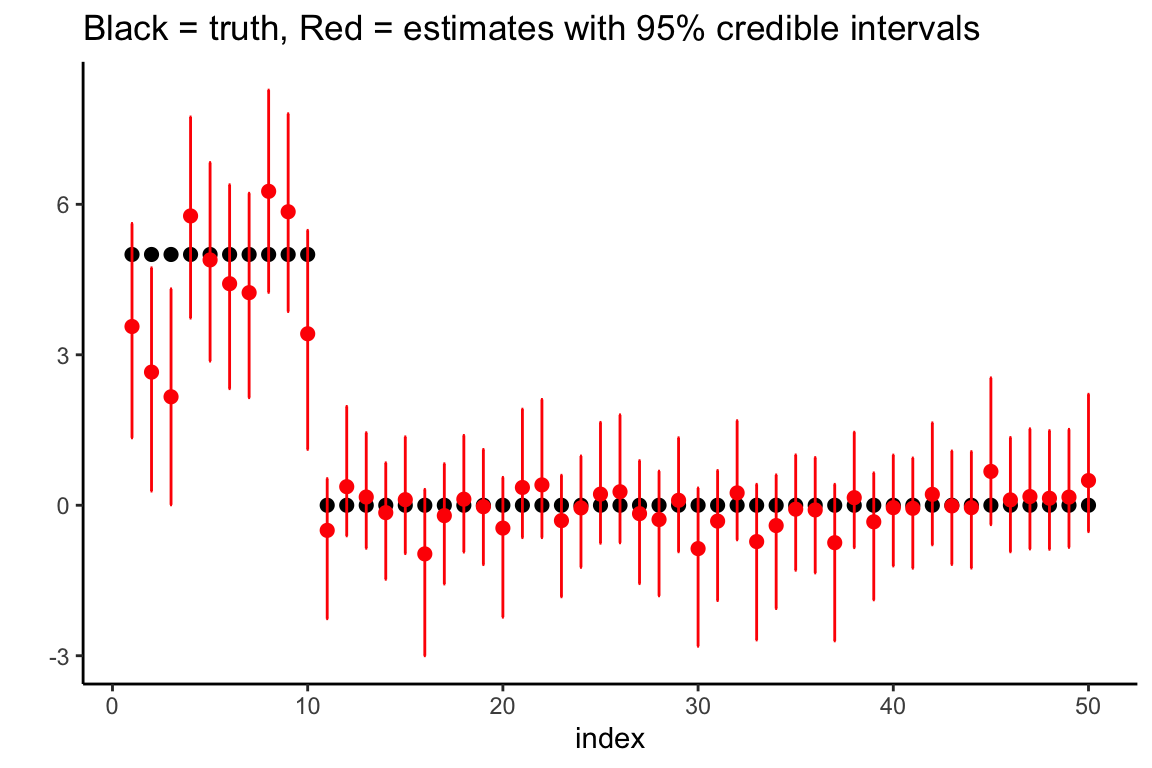 Black = truth, Red = estimates with 95% credible intervals
6
3
0
-3
0 10 20 30 40 50
index